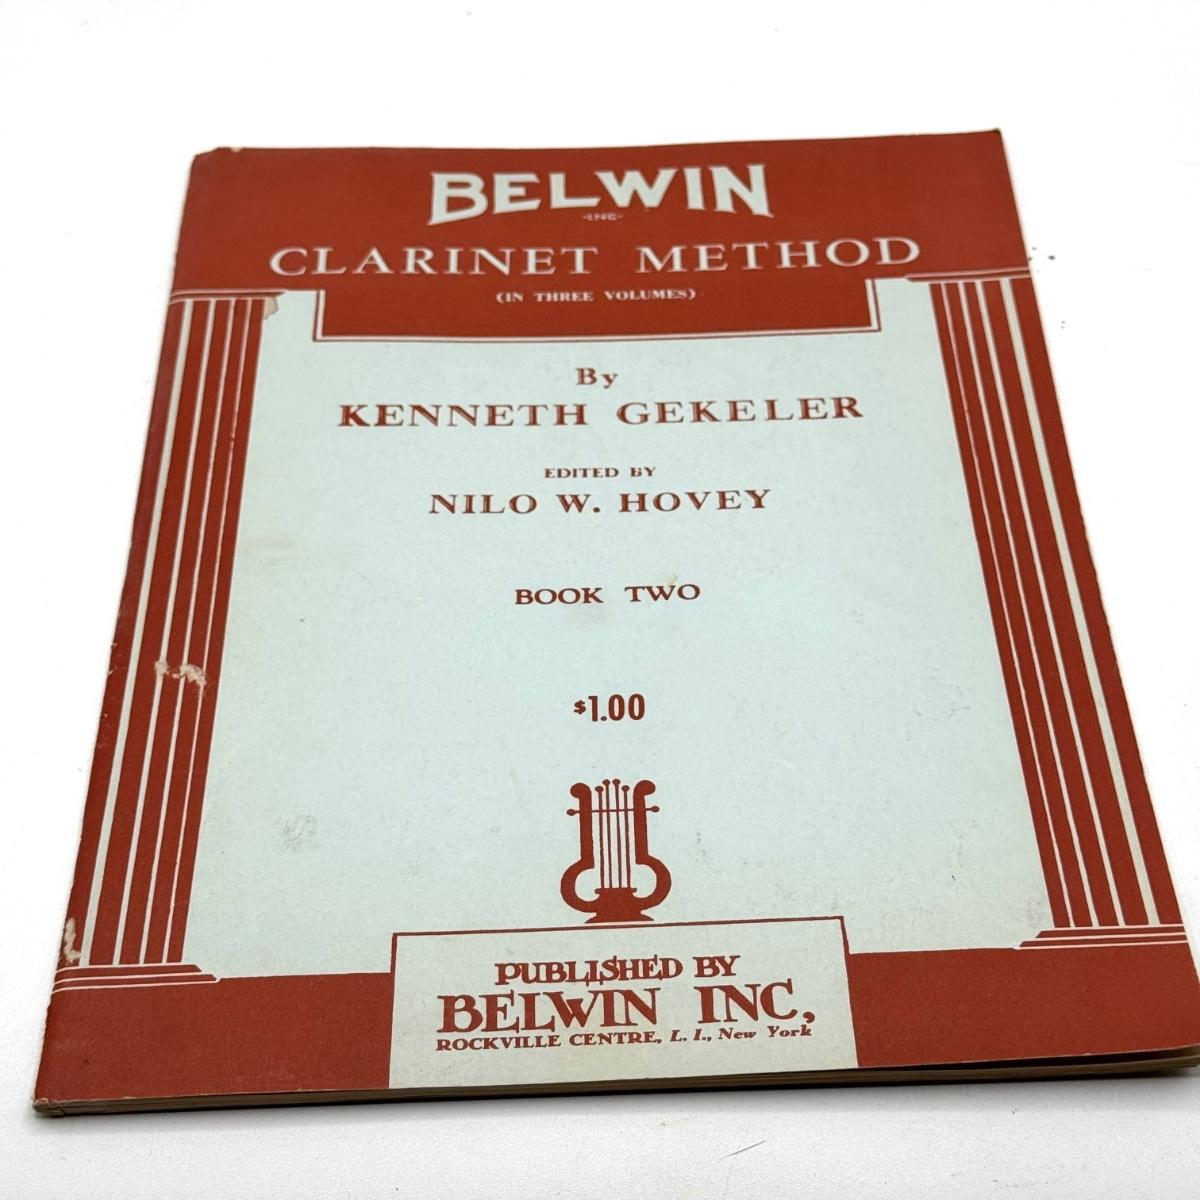 BELWIN
-INC-
CLARINET METHOD
(IN THREE VOLUMES)
By
KENNETH GEKELER
EDITED BY
NILO W. HOVEY
BOOK TWO
$1.00
PUBLISHED BY
BELWIN INC,
ROCKVILLE CENTRE, L. I., New York